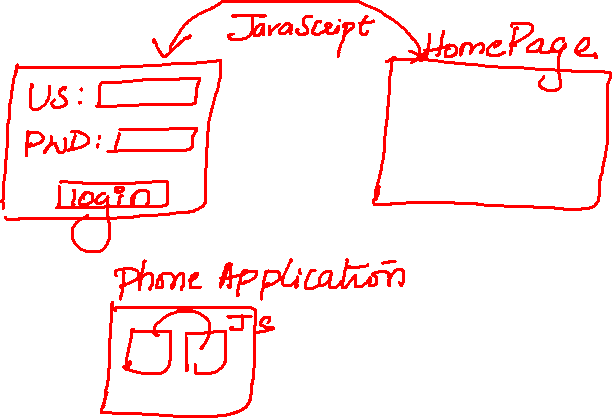 JavaScript
HomePage
US:
PWD:
login
Phone Application
JS